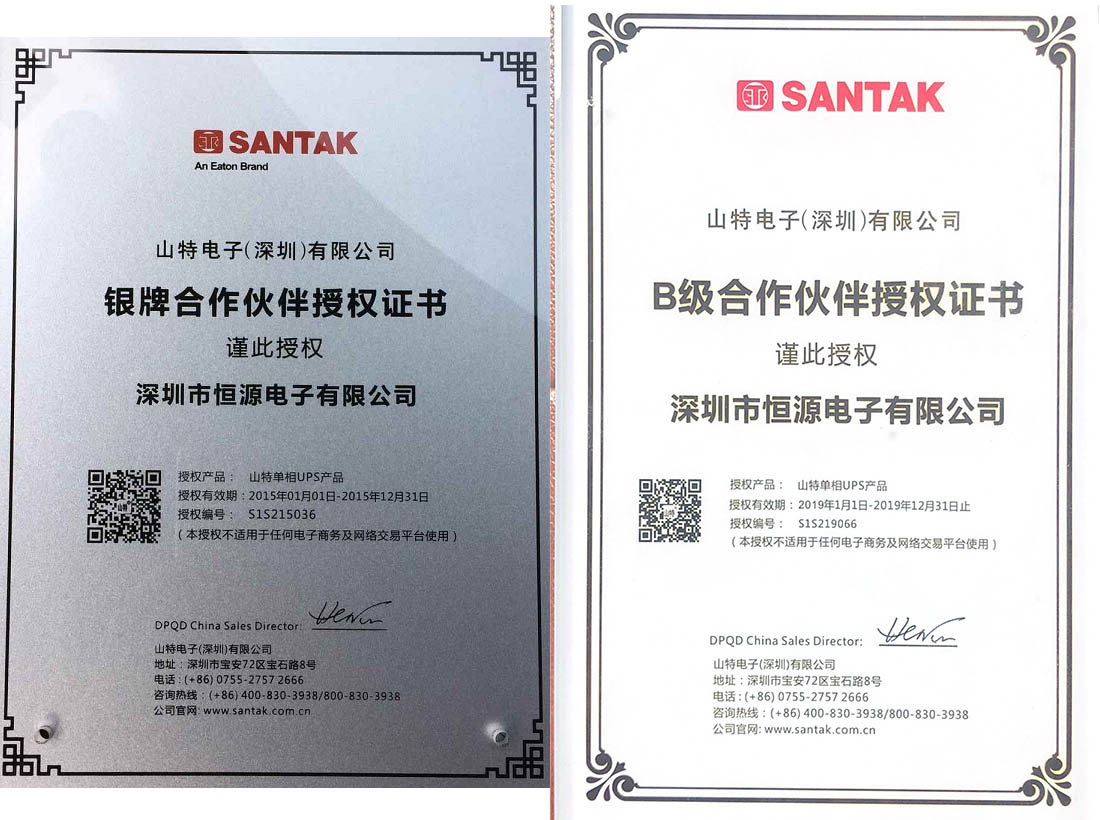 SANTAK
An Eaton Brand
山特电子(深圳)有限公司
银牌合作伙伴授权证书
谨此授权
深圳市恒源电子有限公司
山特
授权产品： 山特单相UPS产品
授权有效期：2015年01月01日-2015年12月31日
授权编号： S1S215036
（本授权不适用于任何电子商务及网络交易平台使用）
DPQD China Sales Director:
山特电子(深圳)有限公司
地址：深圳市宝安72区宝石路8号
电话：(+86) 0755-2757 2666
咨询热线：(+86) 400-830-3938/800-830-3938
公司官网: www.santak.com.cn
SANTAK
山特电子(深圳)有限公司
B级合作伙伴授权证书
谨此授权
深圳市恒源电子有限公司
山特
授权产品： 山特单相UPS产品
授权有效期：2019年1月1日-2019年12月31日止
授权编号： S1S219066
（本授权不适用于任何电子商务及网络交易平台使用）
DPQD China Sales Director:
山特电子(深圳)有限公司
地址：深圳市宝安72区宝石路8号
电话：(+86) 0755-2757 2666
咨询热线：(+86) 400-830-3938/800-830-3938
公司官网: www.santak.com.cn